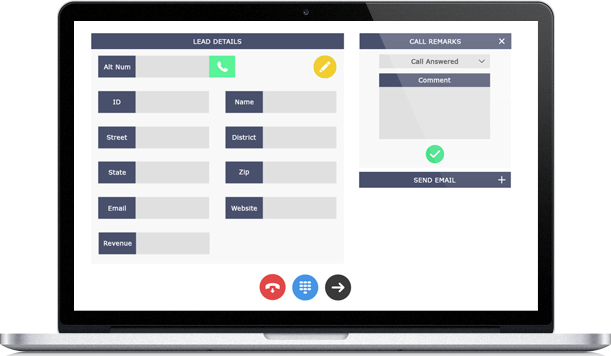 LEAD DETAILS
Alt Num
ID
Name
Street
District
State
Zip
Email
Website
Revenue
CALL REMARKS
Call Answered
Comment
SEND EMAIL